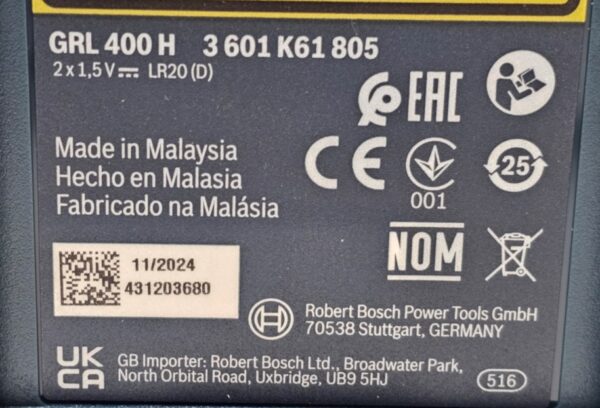 GRL 400 H 3 601 K61 805
2 x 1,5 V LR20 (D)
EAC
Made in Malaysia
Hecho en Malasia
Fabricado na Malásia
CE
001
25
NOM
11/2024
431203680
Robert Bosch Power Tools GmbH
70538 Stuttgart, GERMANY
UK
CA
GB Importer: Robert Bosch Ltd., Broadwater Park,
North Orbital Road, Uxbridge, UB9 5HJ
516